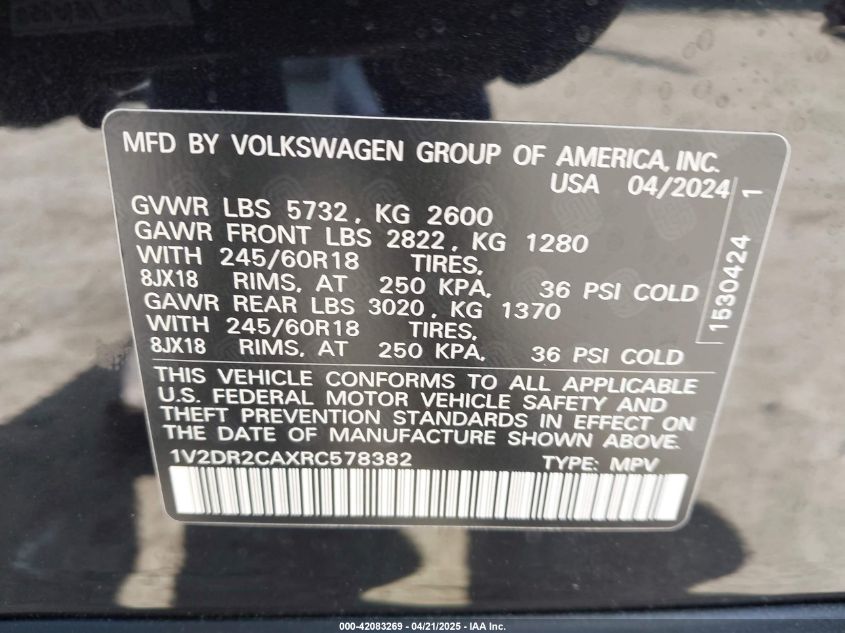 MFD BY VOLKSWAGEN GROUP OF AMERICA, INC.
USA 04/2024
GVWR LBS 5732, KG 2600
GAWR FRONT LBS 2822, KG 1280
WITH 245/60R18 TIRES,
8JX18 RIMS, AT 250 KPA, 36 PSI COLD
GAWR REAR LBS 3020, KG 1370
WITH 245/60R18 TIRES,
8JX18 RIMS, AT 250 KPA, 36 PSI COLD
1530424 1
THIS VEHICLE CONFORMS TO ALL APPLICABLE
U.S. FEDERAL MOTOR VEHICLE SAFETY AND
THEFT PREVENTION STANDARDS IN EFFECT ON
THE DATE OF MANUFACTURE SHOWN ABOVE.
1V2DR2CAXRC578382 TYPE: MPV
000-42083269 - 04/21/2025 - IAA Inc.